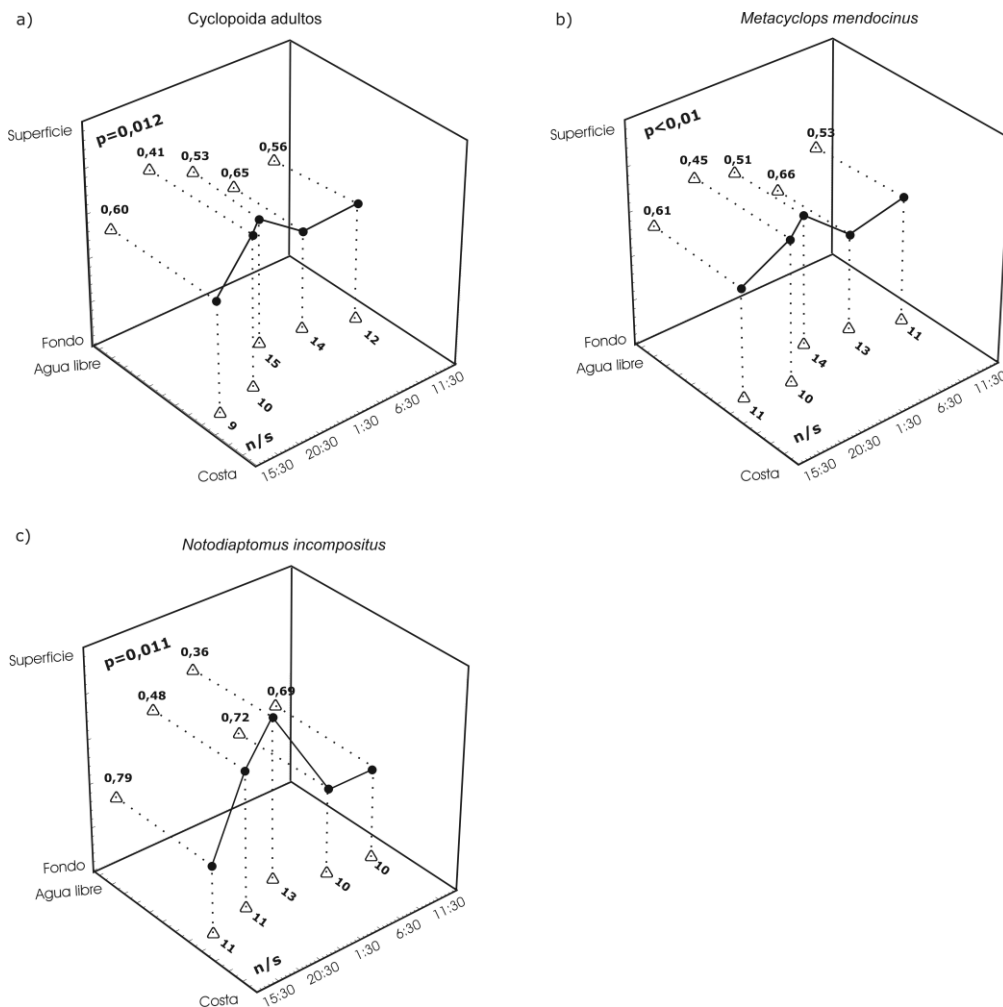 a)
Cyclopoida adultos
Superficie
p=0,012
0,41
0,53
0,65
0,56
0,60
Fondo
Agua libre
Costa
n/s
9
10
15
14
12
15:30
20:30
1:30
6:30
11:30
b)
Metacyclops mendocinus
Superficie
p<0,01
0,45
0,51
0,66
0,53
0,61
Fondo
Agua libre
Costa
n/s
11
10
14
13
11
15:30
20:30
1:30
6:30
11:30
c)
Notodiaptomus incompositus
Superficie
p=0,011
0,36
0,48
0,72
0,69
0,79
Fondo
Agua libre
Costa
n/s
11
11
13
10
10
15:30
20:30
1:30
6:30
11:30